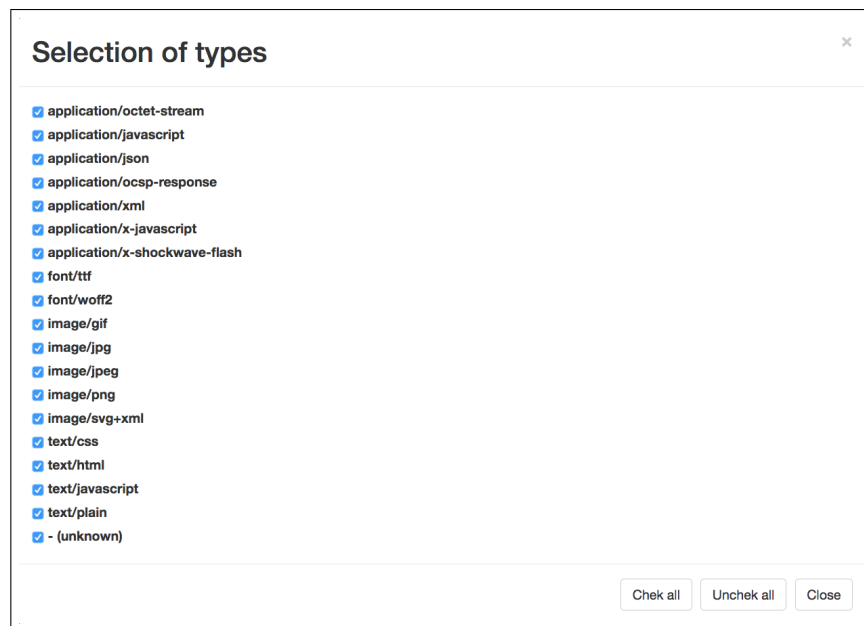 Selection of types
×
application/octet-stream
application/javascript
application/json
application/ocsp-response
application/xml
application/x-javascript
application/x-shockwave-flash
font/ttf
font/woff2
image/gif
image/jpg
image/jpeg
image/png
image/svg+xml
text/css
text/html
text/javascript
text/plain
- (unknown)
Chek all Unchek all Close